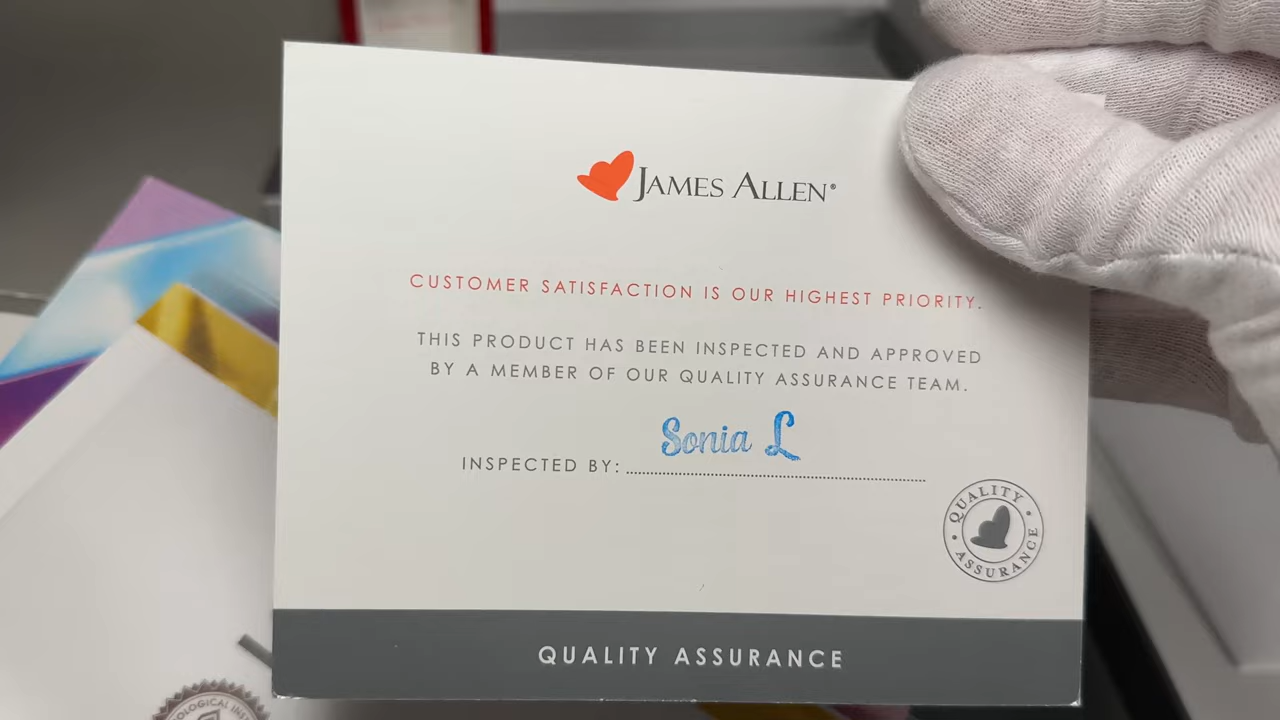 JAMES ALLEN®
CUSTOMER SATISFACTION IS OUR HIGHEST PRIORITY.
THIS PRODUCT HAS BEEN INSPECTED AND APPROVED
BY A MEMBER OF OUR QUALITY ASSURANCE TEAM.
Sonia L
INSPECTED BY:
QUALITY
ASSURANCE
QUALITY ASSURANCE